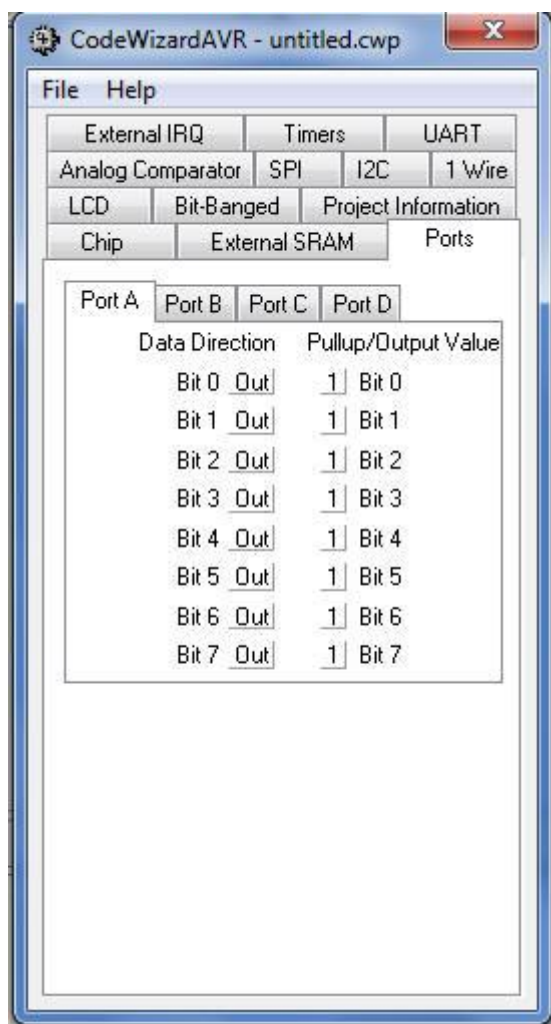 CodeWizardAVR - untitled.cwp
File Help
External IRQ Timers UART
Analog Comparator SPI I2C 1 Wire
LCD Bit-Banged Project Information
Chip External SRAM Ports
Port A Port B Port C Port D
Data Direction Pullup/Output Value
Bit 0 Out 1 Bit 0
Bit 1 Out 1 Bit 1
Bit 2 Out 1 Bit 2
Bit 3 Out 1 Bit 3
Bit 4 Out 1 Bit 4
Bit 5 Out 1 Bit 5
Bit 6 Out 1 Bit 6
Bit 7 Out 1 Bit 7